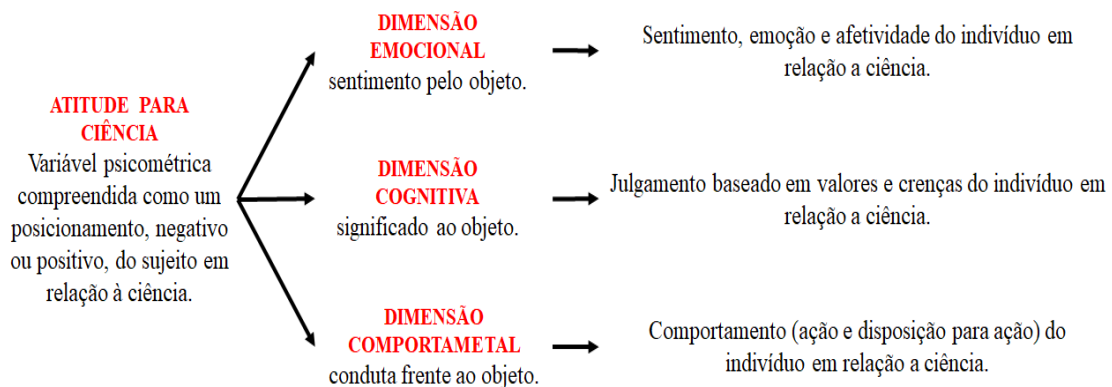 ATITUDE PARA
CIÊNCIA
Variável psicométrica
compreendida como um
posicionamento, negativo
ou positivo, do sujeito em
relação à ciência.
DIMENSÃO
EMOCIONAL
sentimento pelo objeto.
Sentimento, emoção e afetividade do indivíduo em
relação a ciência.
DIMENSÃO
COGNITIVA
significado ao objeto.
Julgamento baseado em valores e crenças do indivíduo em
relação a ciência.
DIMENSÃO
COMPORTAMETAL
conduta frente ao objeto.
Comportamento (ação e disposição para ação) do
indivíduo em relação a ciência.